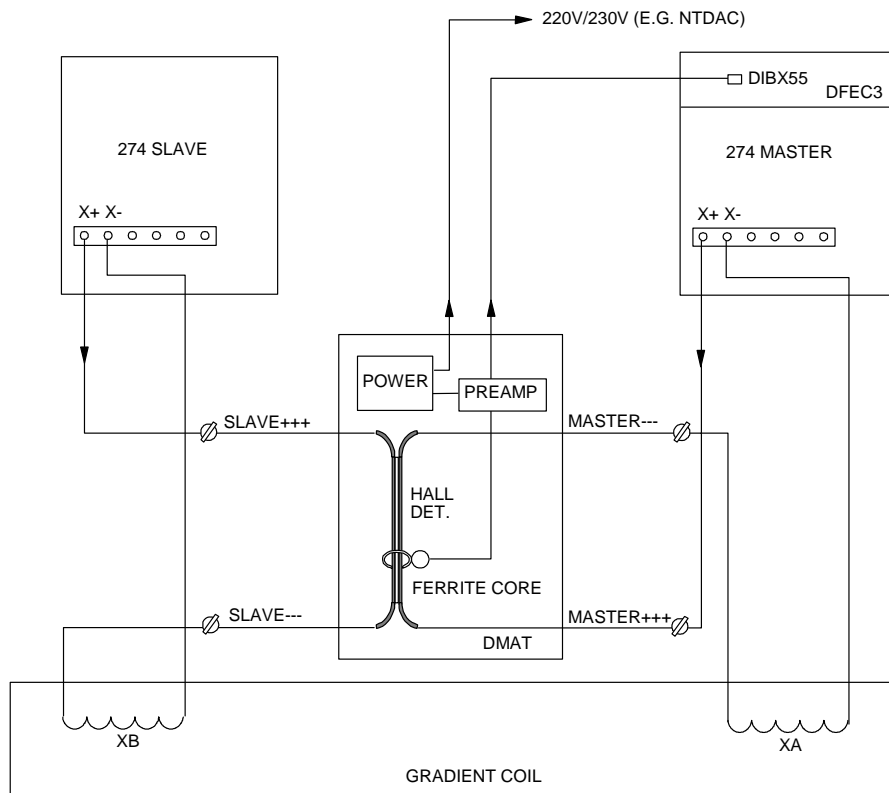 220V/230V (E.G. NTDAC)
DIBX55
DFEC3
274 SLAVE
274 MASTER
X+ X-
X+ X-
POWER
PREAMP
SLAVE+++
MASTER---
HALL
DET.
FERRITE CORE
SLAVE---
MASTER+++
DMAT
XB
XA
GRADIENT COIL